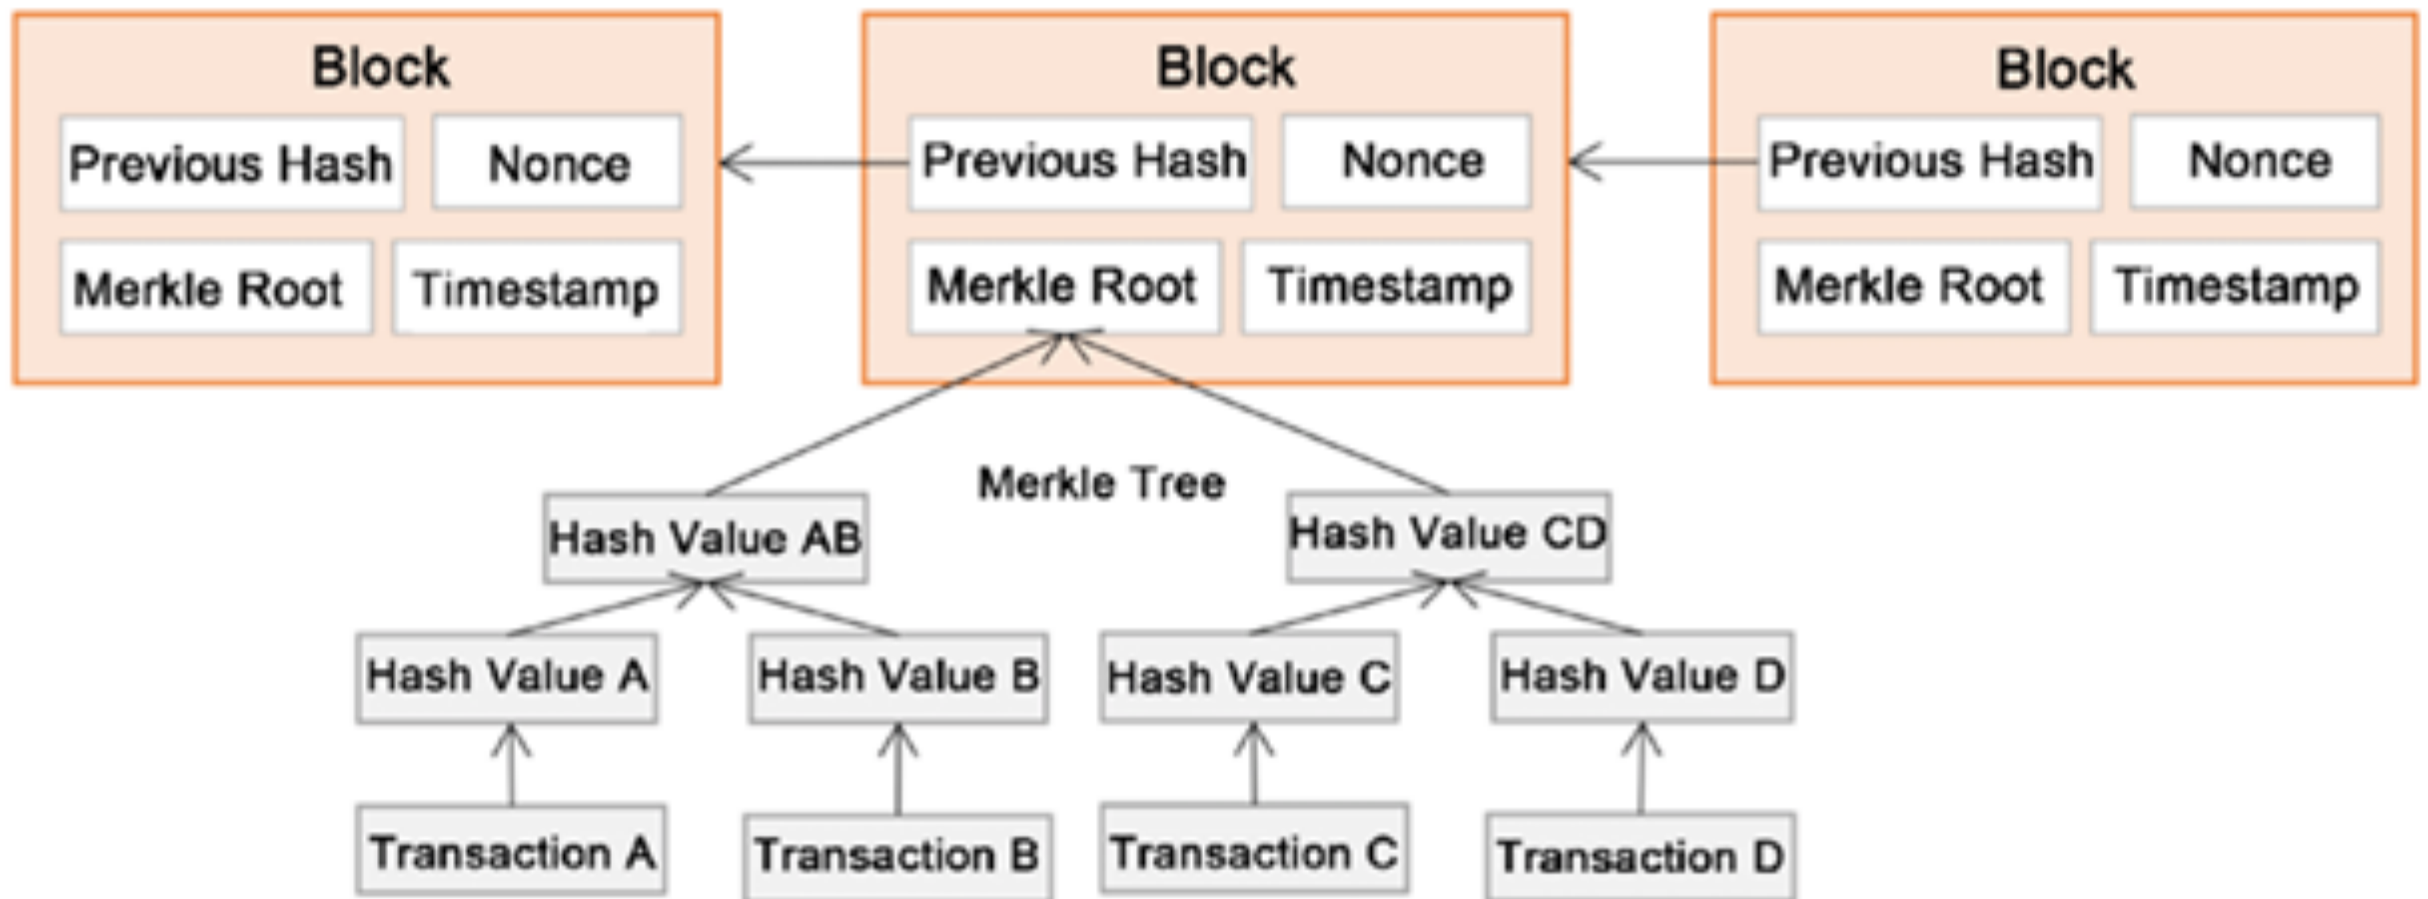 Block
Block
Block
Previous Hash
Nonce
Previous Hash
Nonce
Previous Hash
Nonce
Merkle Root
Timestamp
Merkle Root
Timestamp
Merkle Root
Timestamp
Merkle Tree
Hash Value AB
Hash Value CD
Hash Value A
Hash Value B
Hash Value C
Hash Value D
Transaction A
Transaction B
Transaction C
Transaction D